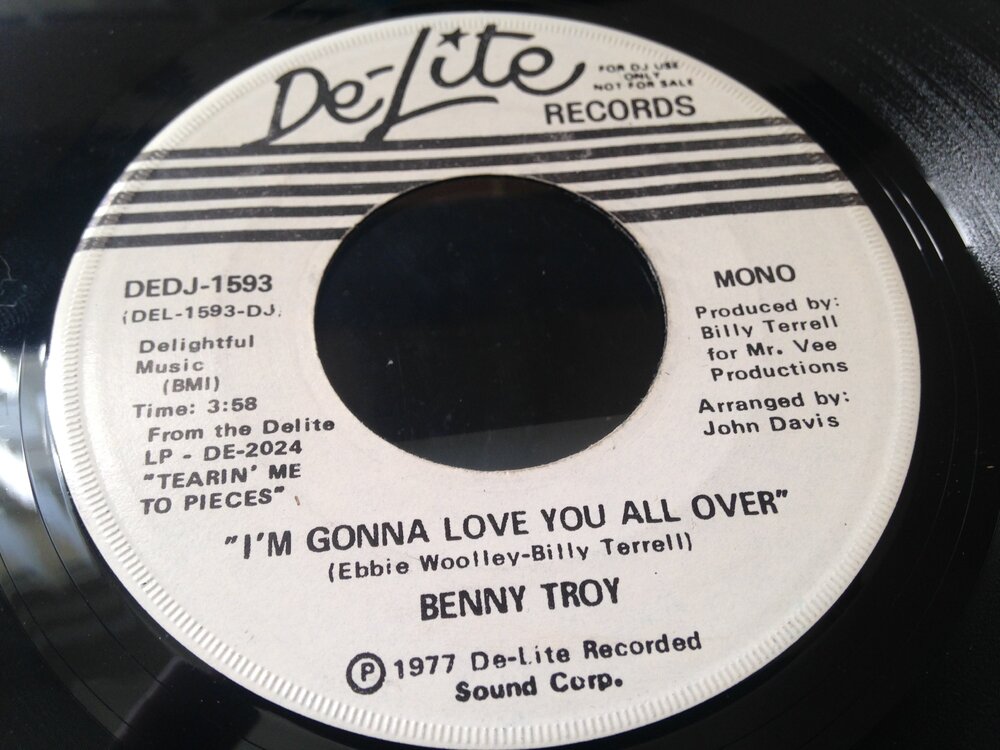 De-Lite
FOR DJ USE
ONLY
NOT FOR SALE
RECORDS
DEDJ-1593
(DEL-1593-DJ)
Delightful
Music
(BMI)
Time: 3:58
From the Delite
LP - DE-2024
"TEARIN' ME
TO PIECES"
MONO
Produced by:
Billy Terrell
for Mr. Vee
Productions
Arranged by:
John Davis
"I'M GONNA LOVE YOU ALL OVER"
(Ebbie Woolley-Billy Terrell)
BENNY TROY
Ⓟ 1977 De-Lite Recorded
Sound Corp.